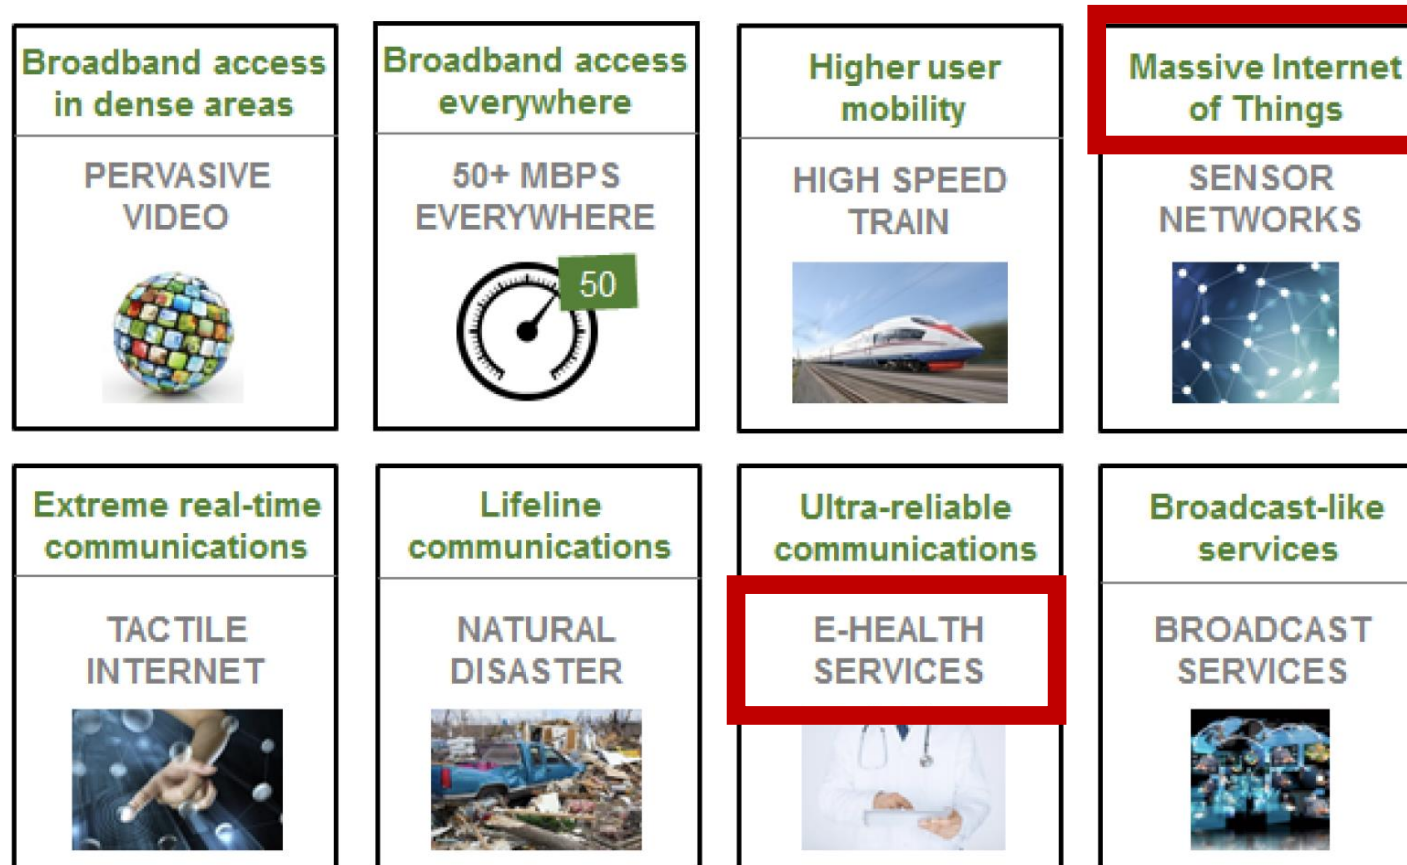 Broadband access
in dense areas
PERVASIVE
VIDEO
Broadband access
everywhere
50+ MBPS
EVERYWHERE
50
Higher user
mobility
HIGH SPEED
TRAIN
Massive Internet
of Things
SENSOR
NETWORKS
Extreme real-time
communications
TACTILE
INTERNET
Lifeline
communications
NATURAL
DISASTER
Ultra-reliable
communications
E-HEALTH
SERVICES
Broadcast-like
services
BROADCAST
SERVICES